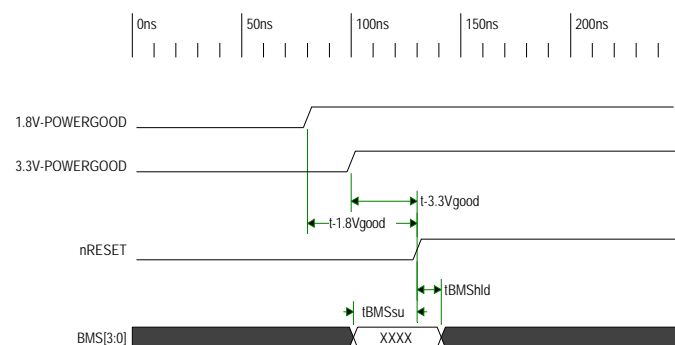 0ns 50ns 100ns 150ns 200ns
1.8V-POWERGOOD
3.3V-POWERGOOD
t-3.3Vgood
t-1.8Vgood
nRESET
tBMShld
tBMSsu
BMS[3:0] XXXX